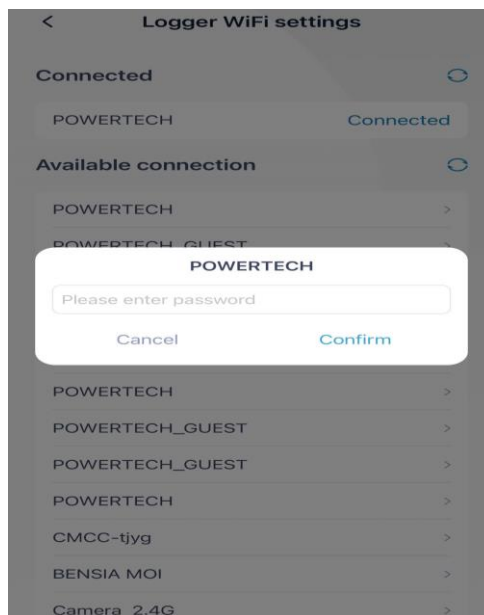 < Logger WiFi settings
Connected
POWERTECH Connected
Available connection
POWERTECH >
POWERTECH_GUEST >
POWERTECH
Please enter password
Cancel Confirm
POWERTECH >
POWERTECH_GUEST >
POWERTECH_GUEST >
POWERTECH >
CMCC-tjyg >
BENSIA MOI >
Camera_2.4G >